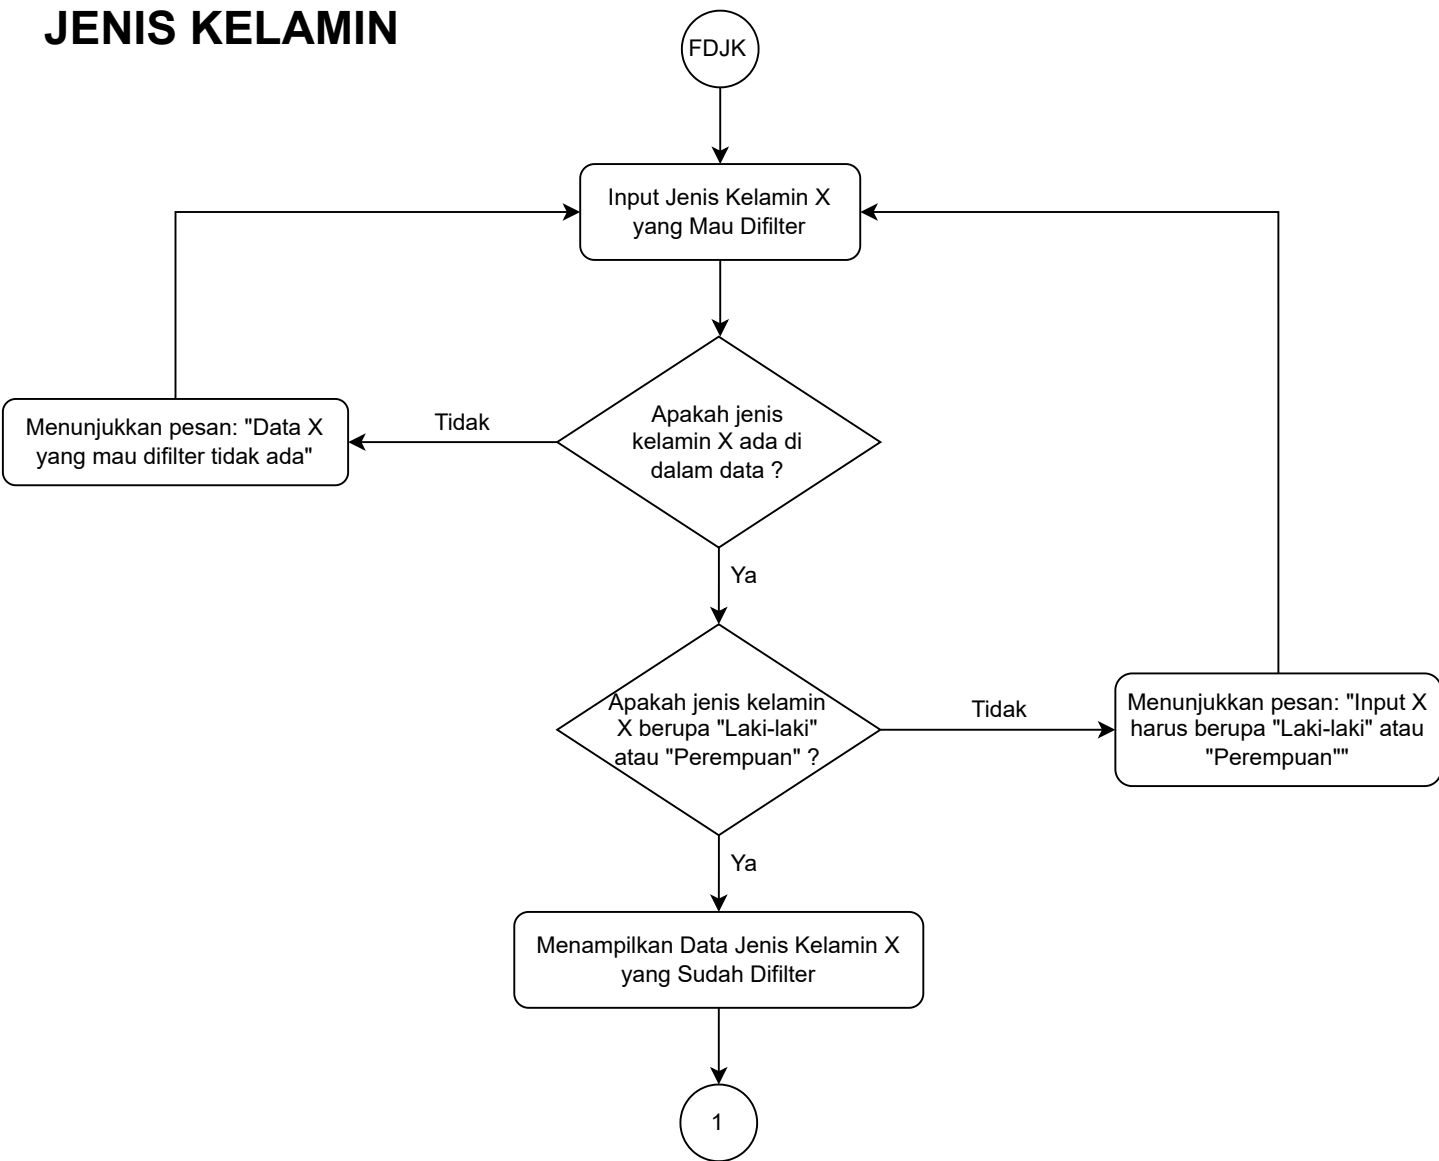 JENIS KELAMIN
FDJK
Input Jenis Kelamin X
yang Mau Difilter
Apakah jenis
kelamin X ada di
dalam data ?
Tidak
Menunjukkan pesan: "Data X
yang mau difilter tidak ada"
Ya
Apakah jenis kelamin
X berupa "Laki-laki"
atau "Perempuan" ?
Tidak
Menunjukkan pesan: "Input X
harus berupa "Laki-laki" atau
"Perempuan""
Ya
Menampilkan Data Jenis Kelamin X
yang Sudah Difilter
1